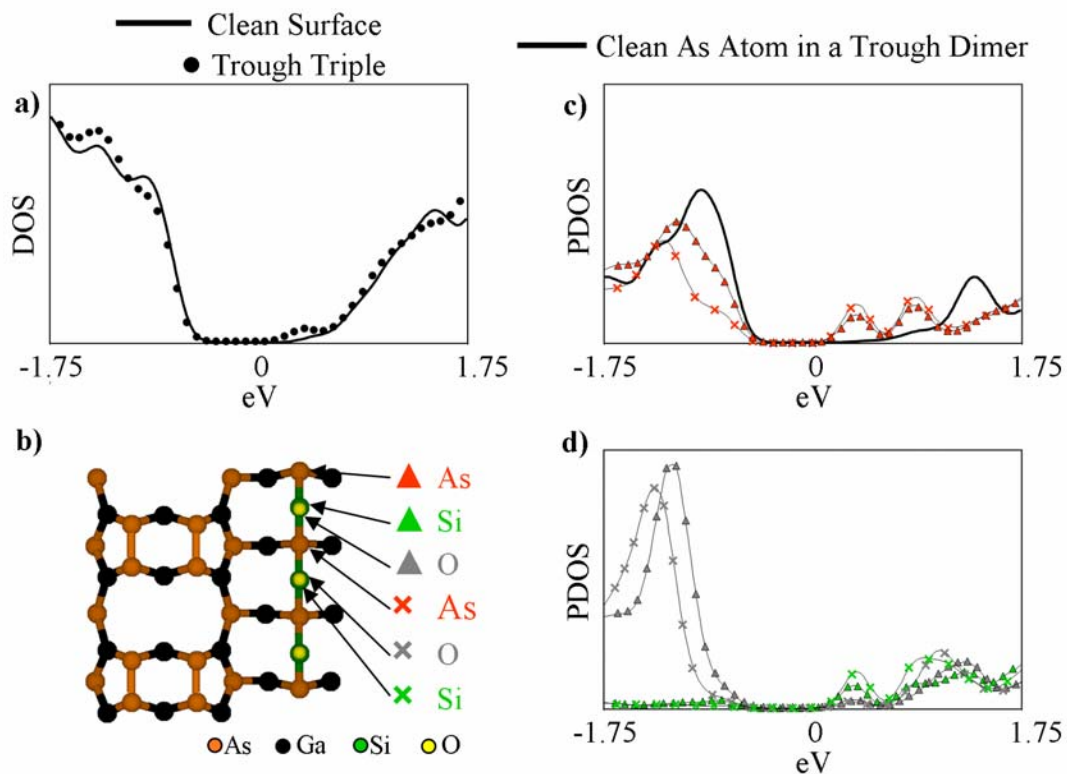 Clean Surface
Trough Triple
a)
DOS
-1.75 0 1.75
eV
Clean As Atom in a Trough Dimer
c)
PDOS
-1.75 0 1.75
eV
b)
As
Si
O
As
O
Si
As Ga Si O
d)
PDOS
-1.75 0 1.75
eV